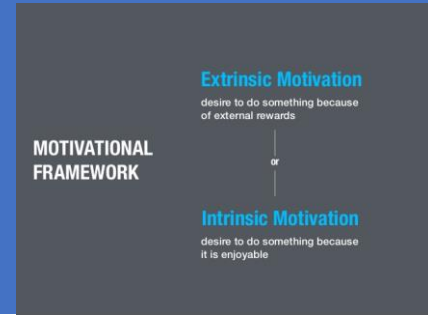 Extrinsic Motivation
desire to do something because
of external rewards
MOTIVATIONAL
FRAMEWORK
or
Intrinsic Motivation
desire to do something because
it is enjoyable